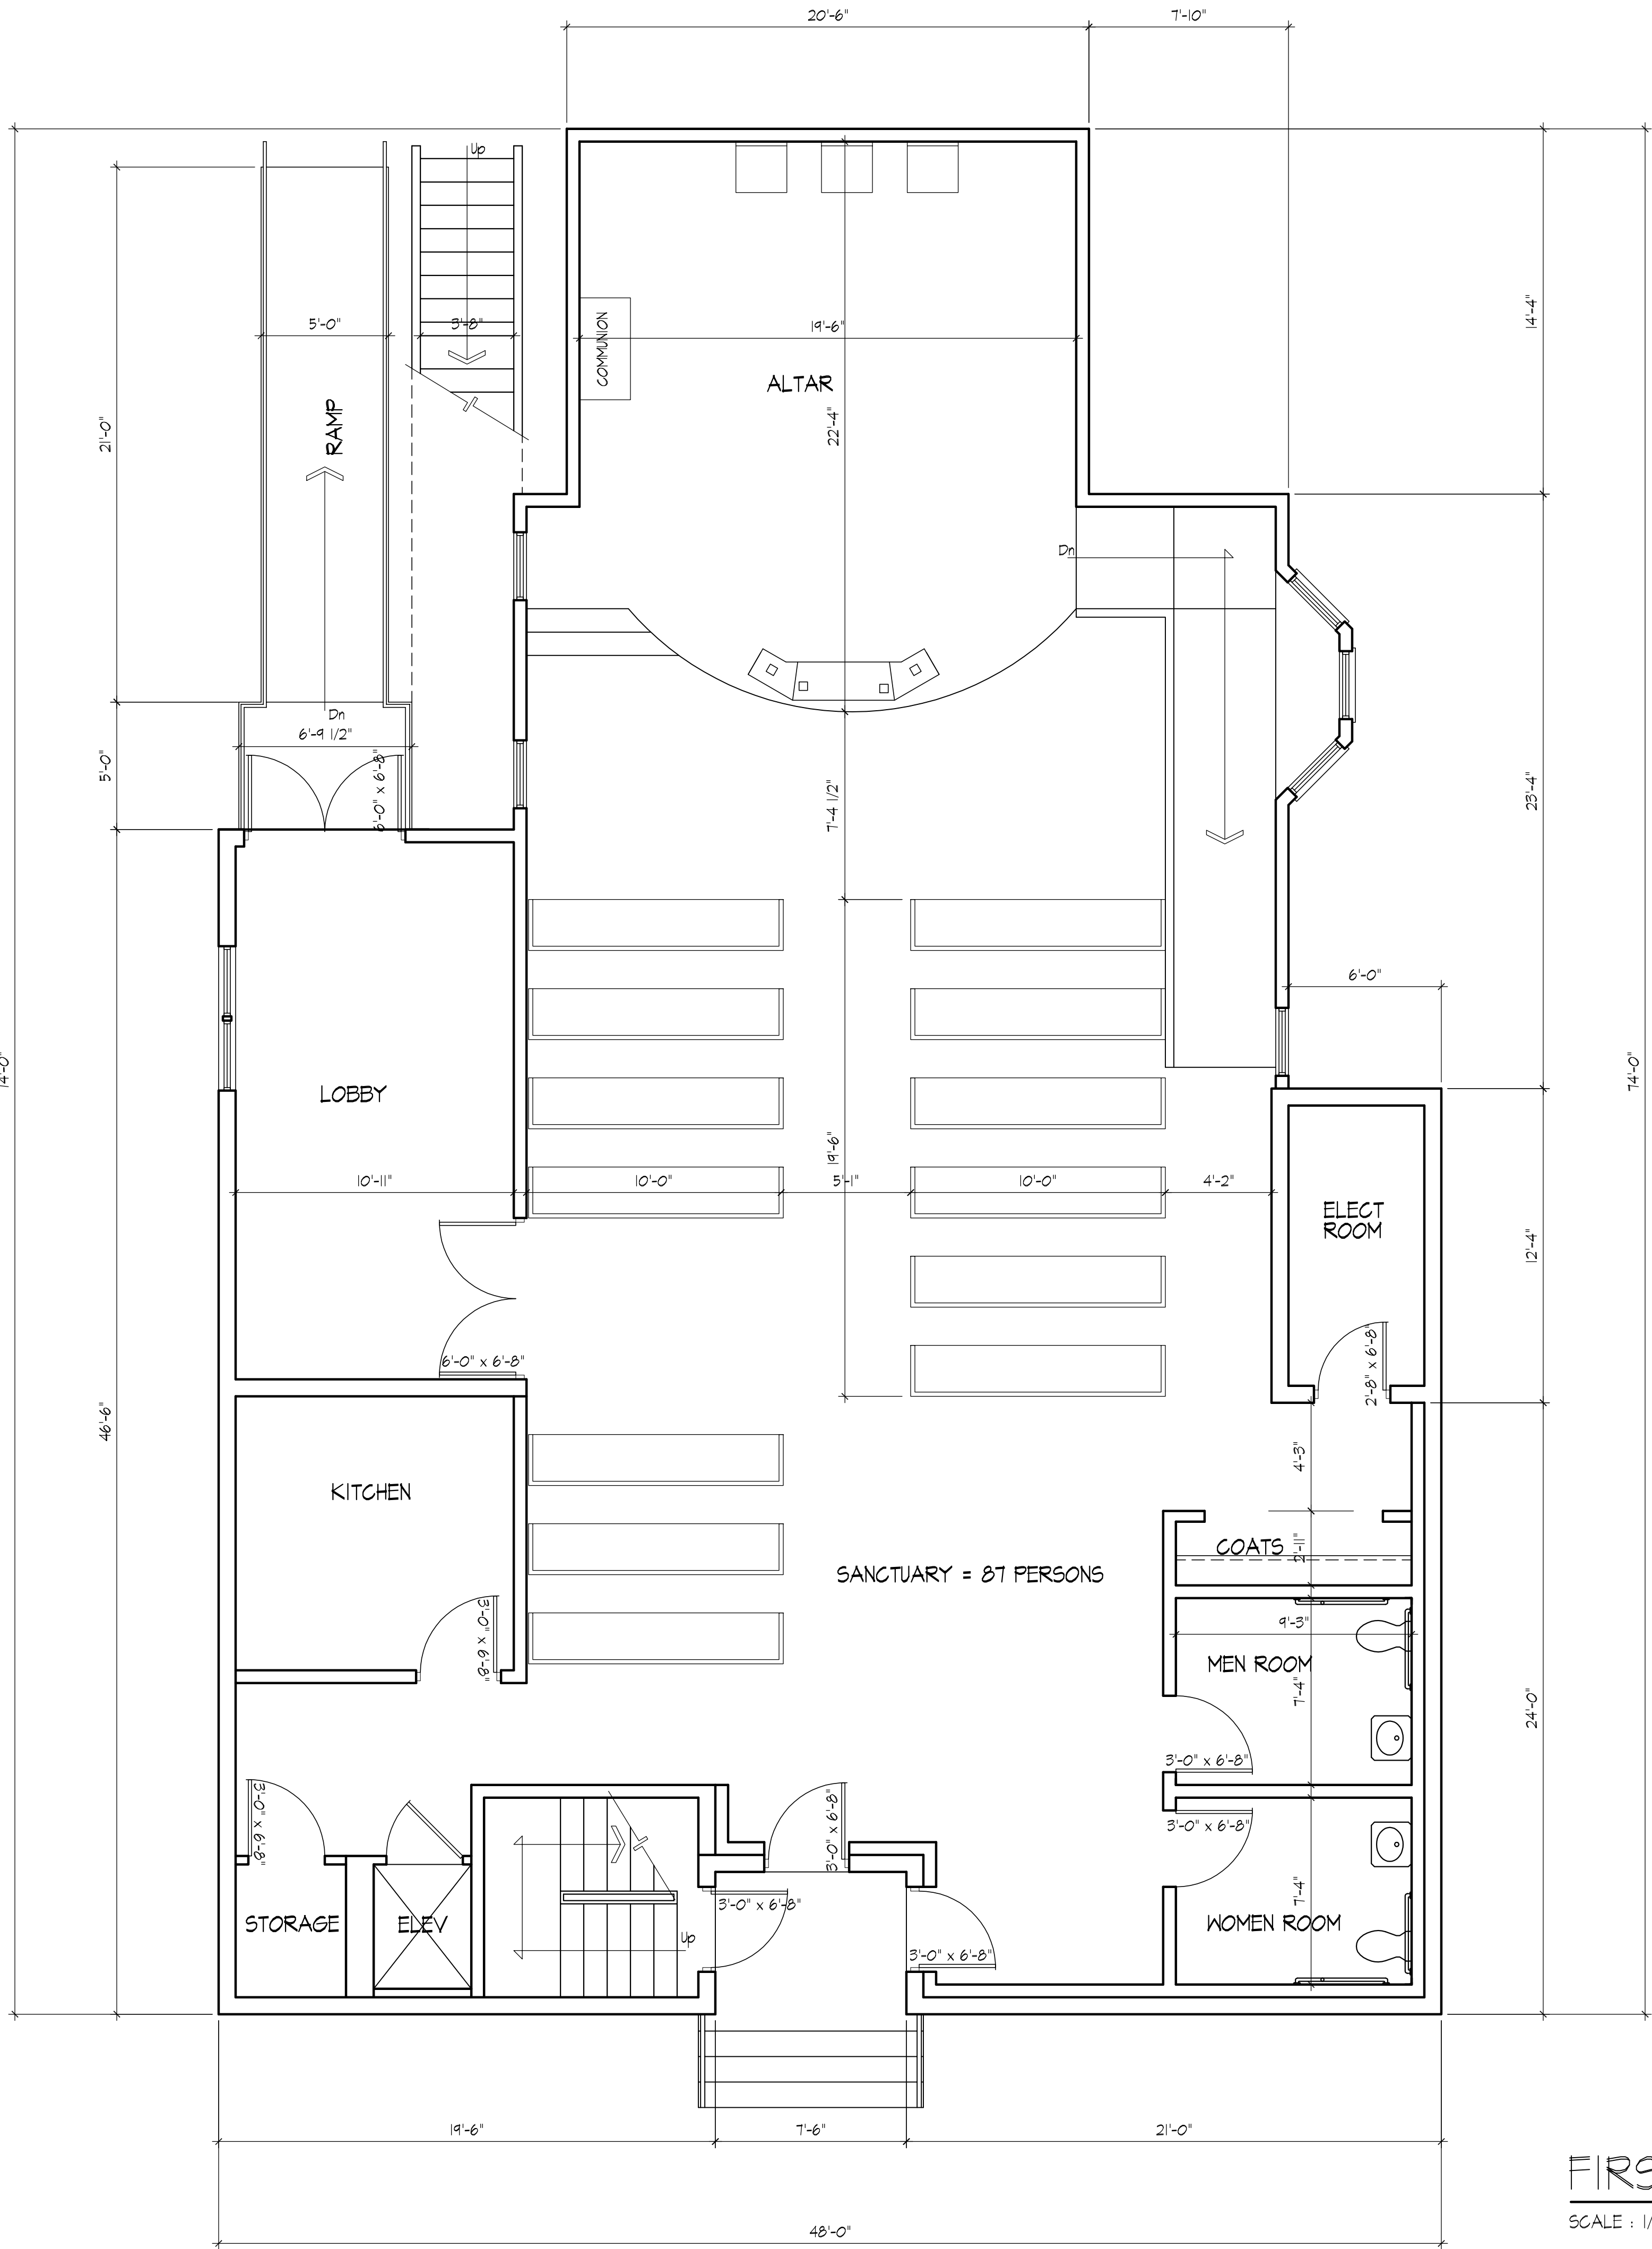 20'-6"
7'-10"
Up
5'-0"
3'-8"
COMMUNION
19'-6"
ALTAR
14'-4"
21'-0"
RAMP
22'-4"
Dn
Dn
6'-9 1/2"
5'-0"
6'-0" x 6'-8"
7'-4 1/2"
23'-4"
6'-0"
14'-0"
74'-0"
LOBBY
19'-6"
10'-11"
10'-0"
5'-1"
10'-0"
4'-2"
ELECT
ROOM
12'-4"
6'-0" x 6'-8"
2'-8" x 6'-8"
46'-6"
4'-3"
KITCHEN
COATS
2'-11"
SANCTUARY = 87 PERSONS
3'-0" x 6'-8"
9'-3"
MEN ROOM
7'-4"
24'-0"
3'-0" x 6'-8"
3'-0" x 6'-8"
3'-0" x 6'-8"
3'-0" x 6'-8"
7'-4"
STORAGE
ELEV
3'-0" x 6'-8"
WOMEN ROOM
Up
3'-0" x 6'-8"
19'-6"
7'-6"
21'-0"
48'-0"
FIRS
SCALE : 1/